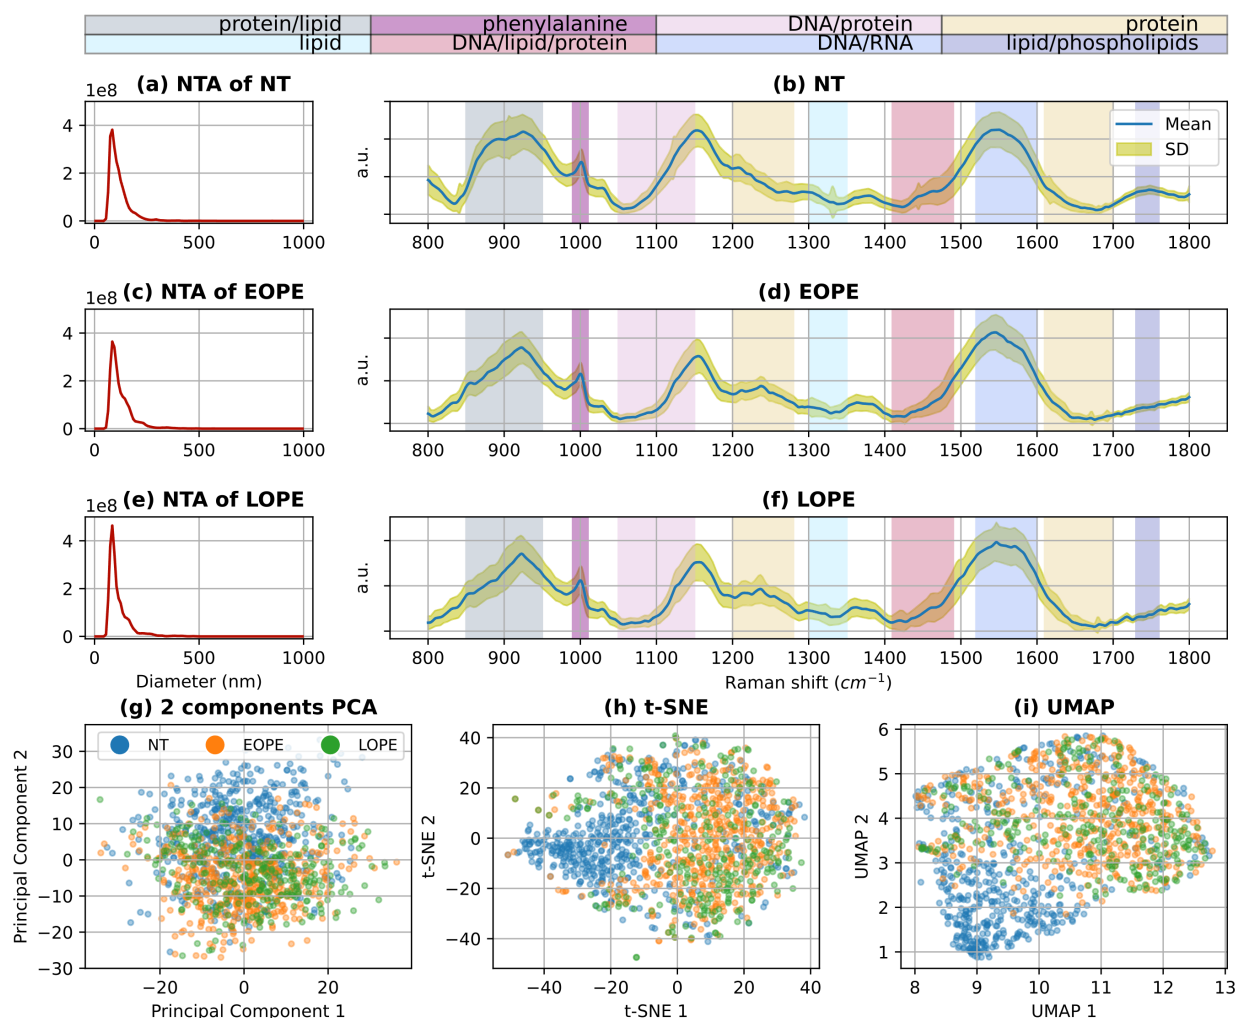 protein/lipid phenylalanine DNA/protein protein
lipid DNA/lipid/protein DNA/RNA lipid/phospholipids
(a) NTA of NT (b) NT
1e8
4
2
0
0 500 1000
a.u.
Mean
SD
800 900 1000 1100 1200 1300 1400 1500 1600 1700 1800
(c) NTA of EOPE (d) EOPE
1e8
4
2
0
0 500 1000
a.u.
800 900 1000 1100 1200 1300 1400 1500 1600 1700 1800
(e) NTA of LOPE (f) LOPE
1e8
4
2
0
0 500 1000
Diameter (nm)
a.u.
800 900 1000 1100 1200 1300 1400 1500 1600 1700 1800
Raman shift (cm⁻¹)
(g) 2 components PCA
NT EOPE LOPE
Principal Component 2
30
20
10
0
−10
−20
−30
−20 0 20
Principal Component 1
(h) t-SNE
t-SNE 2
40
20
0
−20
−40
−40 −20 0 20 40
t-SNE 1
(i) UMAP
UMAP 2
6
5
4
3
2
1
8 9 10 11 12 13
UMAP 1